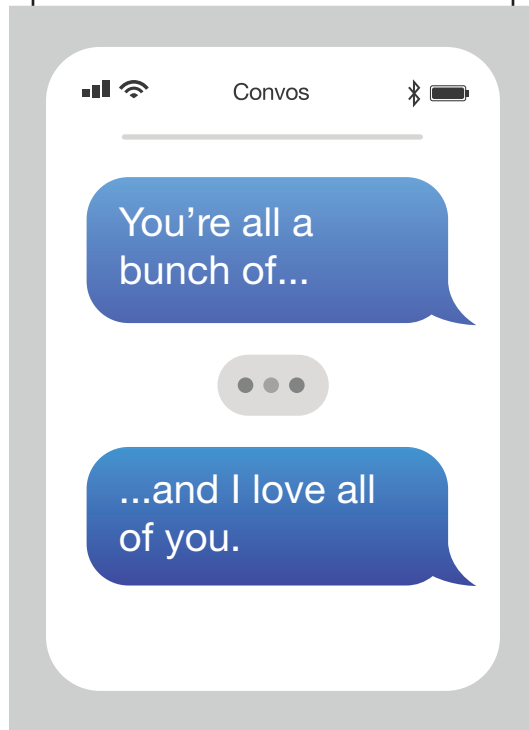 Convos
You’re all a
bunch of...
...and I love all
of you.